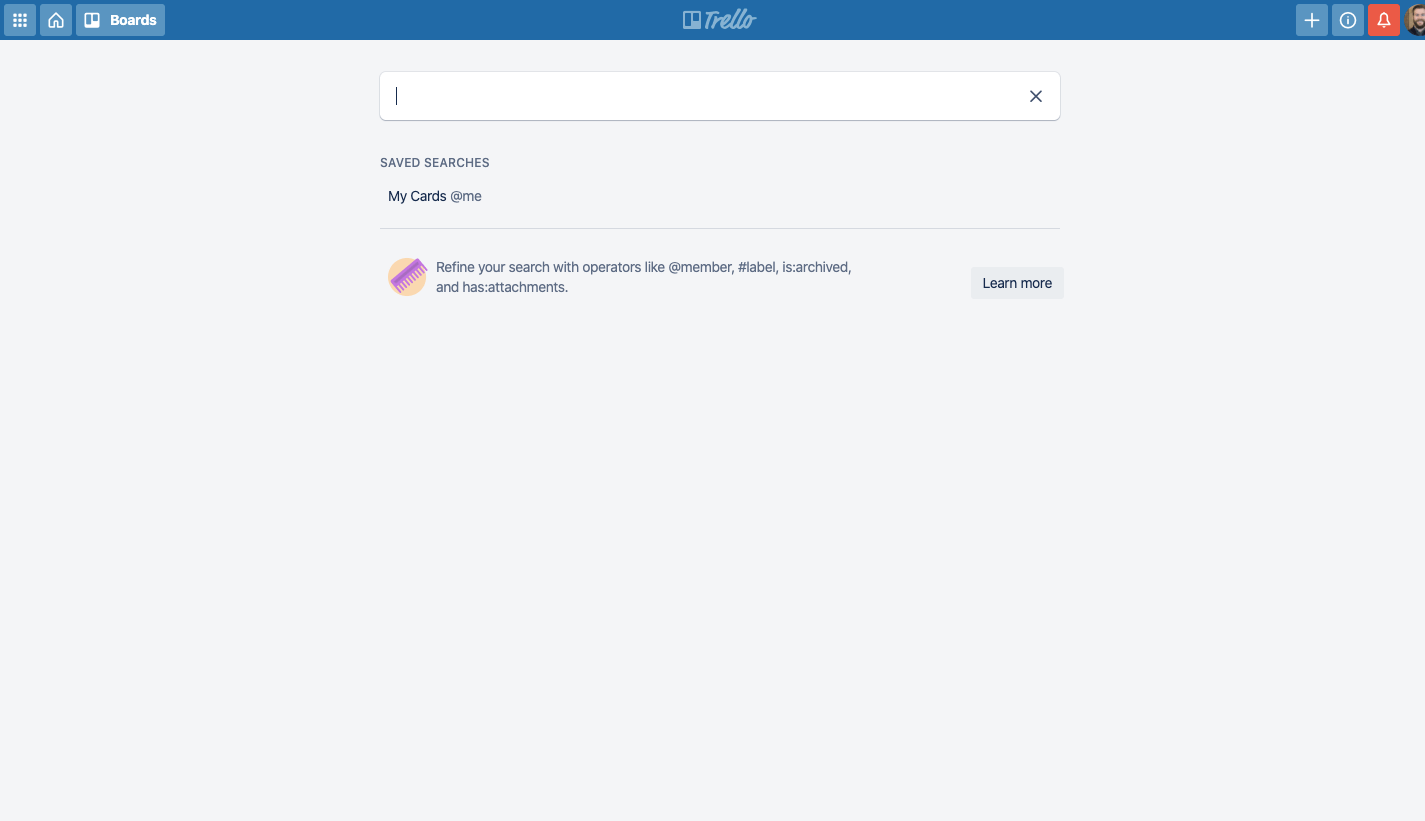 Boards
Trello
SAVED SEARCHES
My Cards @me
Refine your search with operators like @member, #label, is:archived,
and has:attachments.
Learn more